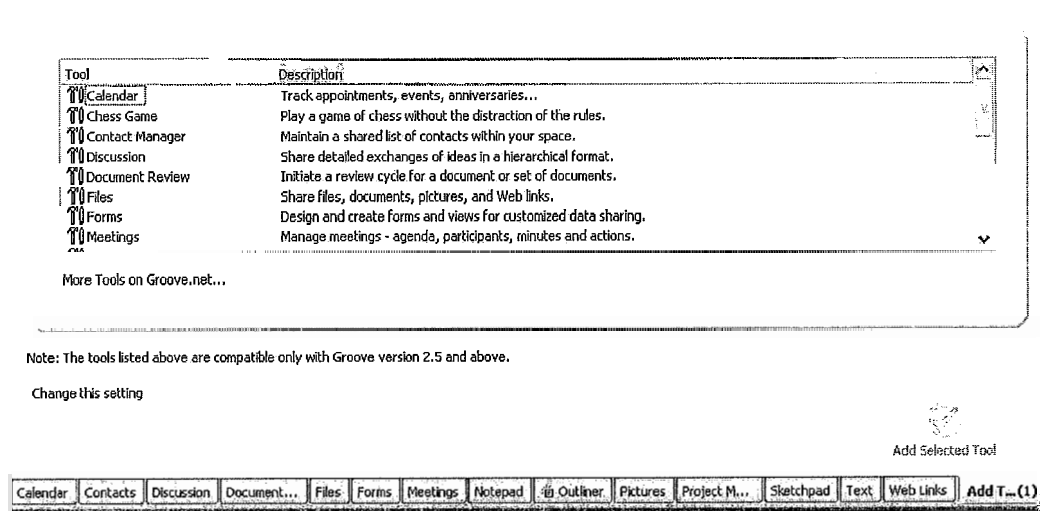 Tool Description
Calendar Track appointments, events, anniversaries...
Chess Game Play a game of chess without the distraction of the rules.
Contact Manager Maintain a shared list of contacts within your space.
Discussion Share detailed exchanges of ideas in a hierarchical format.
Document Review Initiate a review cycle for a document or set of documents.
Files Share files, documents, pictures, and Web links.
Forms Design and create forms and views for customized data sharing.
Meetings Manage meetings - agenda, participants, minutes and actions.
More Tools on Groove.net...
Note: The tools listed above are compatible only with Groove version 2.5 and above.
Change this setting
Add Selected Tool
Calendar Contacts Discussion Document... Files Forms Meetings Notepad Outliner Pictures Project M... Sketchpad Text Web Links Add T...(1)